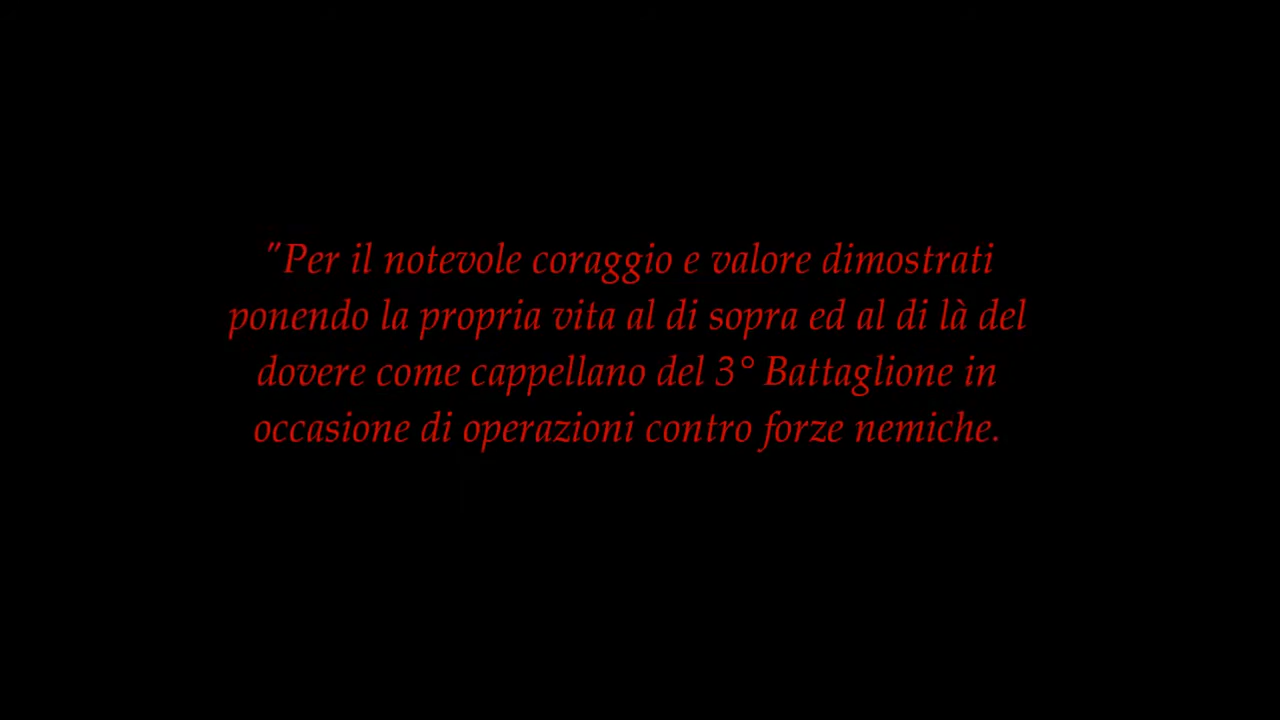 "Per il notevole coraggio e valore dimostrati
ponendo la propria vita al di sopra ed al di là del
dovere come cappellano del 3° Battaglione in
occasione di operazioni contro forze nemiche.